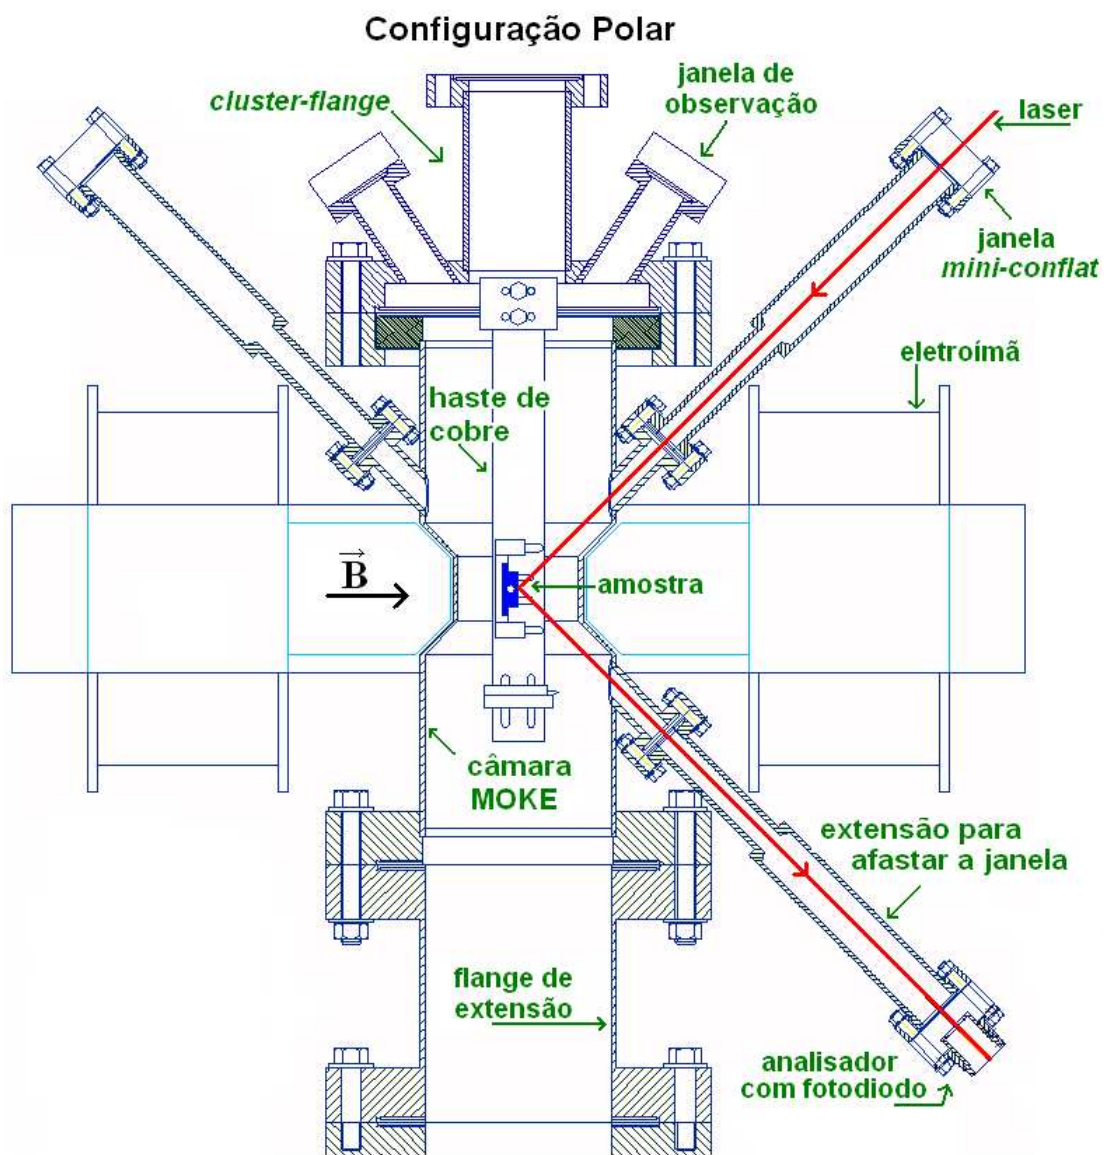 Configuração Polar
cluster-flange
janela de
observação
laser
janela
mini-conflat
eletroímã
haste de
cobre
B
amostra
câmara
MOKE
extensão para
afastar a janela
flange de
extensão
analisador
com fotodiodo